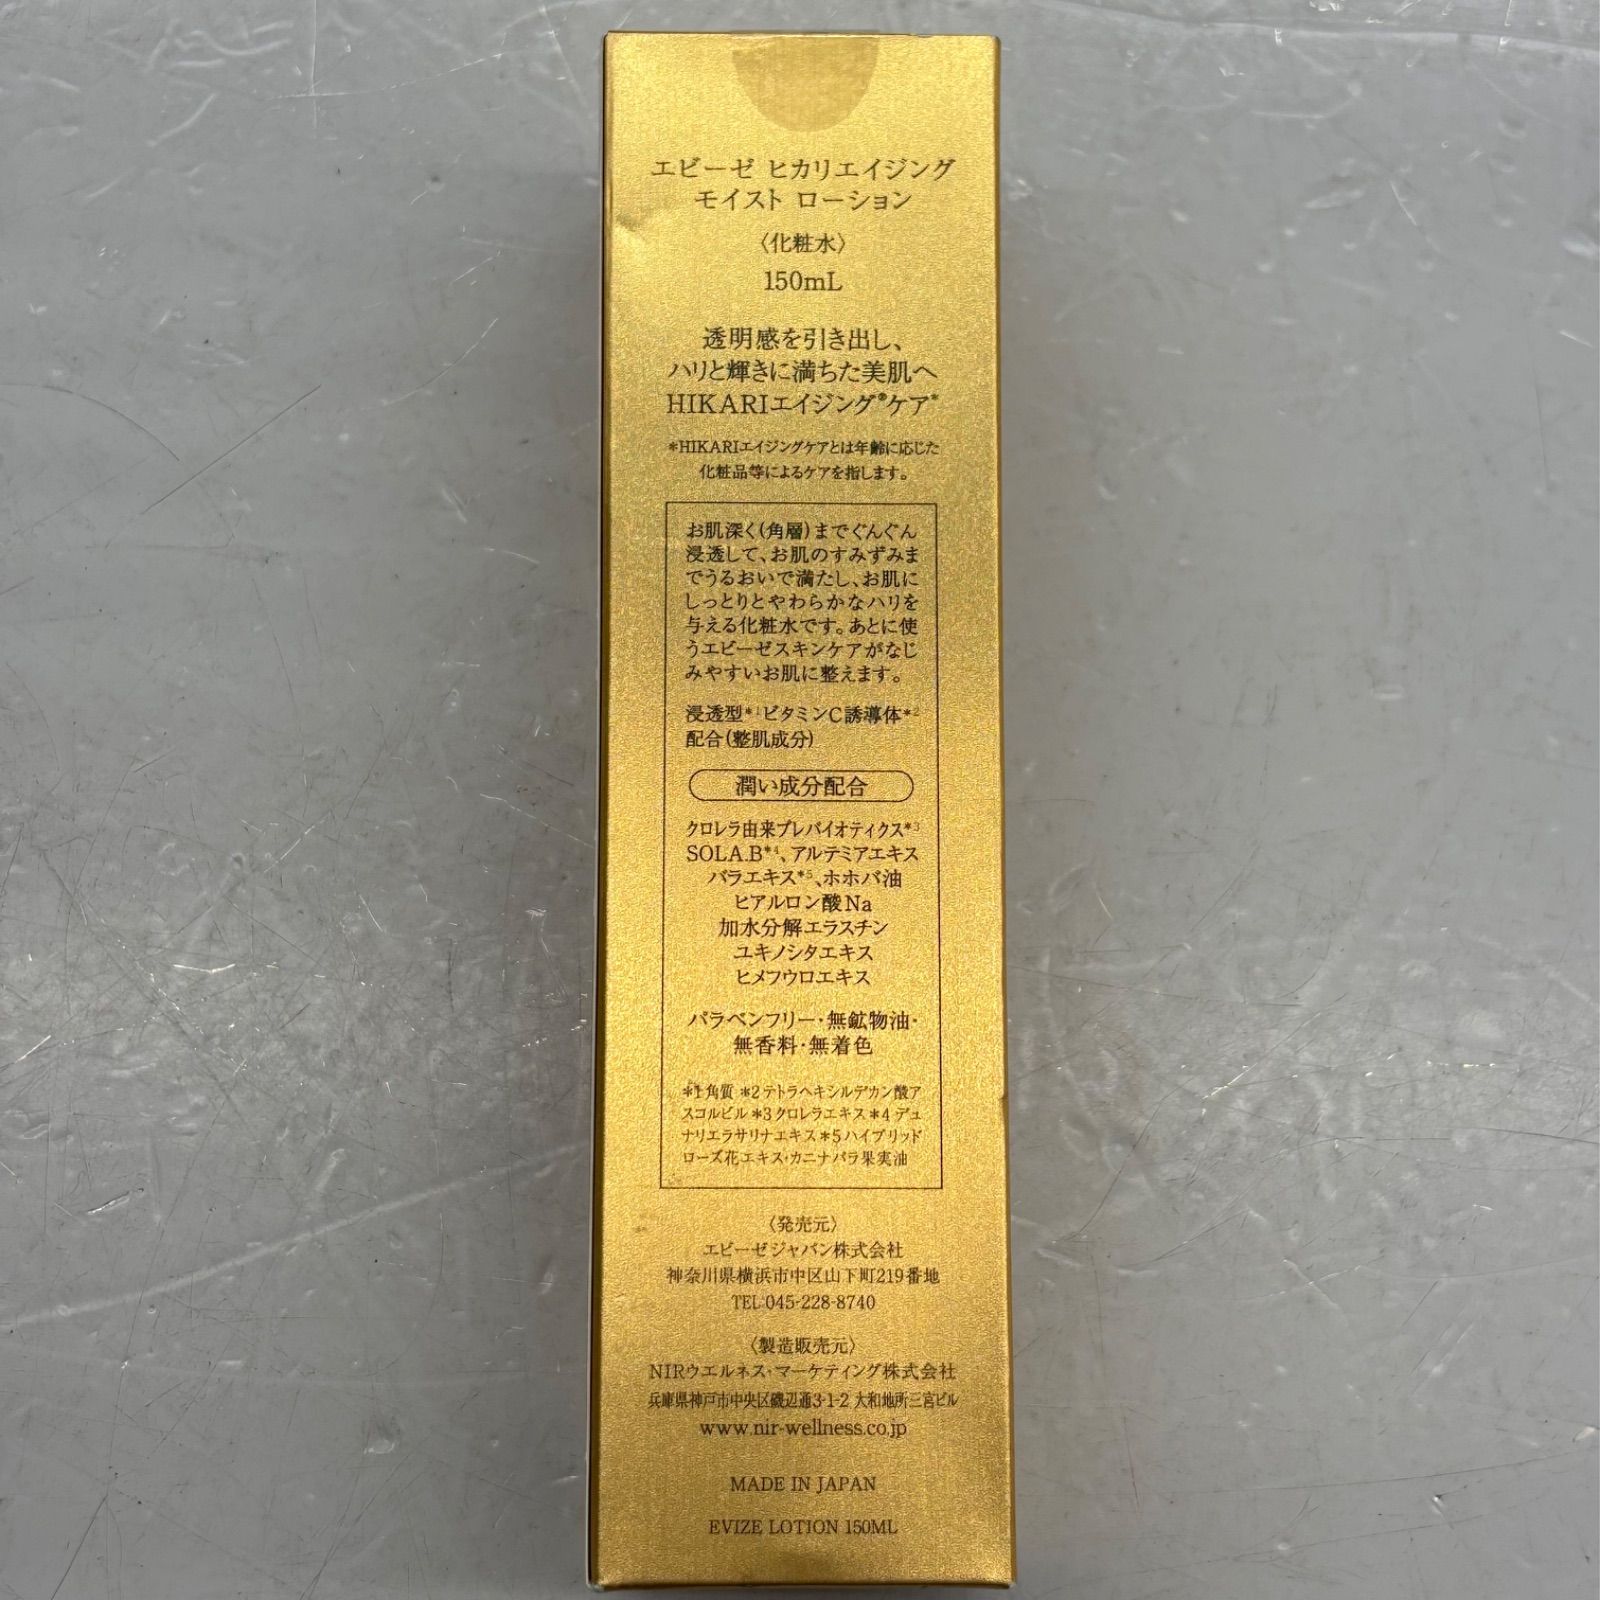 エビーゼ ヒカリエイジング
モイスト ローション
〈化粧水〉
150mL
透明感を引き出し、
ハリと輝きに満ちた美肌へ
HIKARIエイジング®ケア*
*HIKARIエイジングケアとは年齢に応じた
化粧品等によるケアを指します。
お肌深く(角層)までぐんぐん
浸透して、お肌のすみずみま
でうるおいで満たし、お肌に
しっとりとやわらかなハリを
与える化粧水です。あとに使
うエビーゼスキンケアがなじ
みやすいお肌に整えます。
浸透型*1ビタミンC誘導体*2
配合(整肌成分)
潤い成分配合
クロレラ由来プレバイオティクス*3
SOLA.B*4、アルテミアエキス
バラエキス*5、ホホバ油
ヒアルロン酸Na
加水分解エラスチン
ユキノシタエキス
ヒメフウロエキス
パラベンフリー・無鉱物油・
無香料・無着色
*1角質 *2テトラヘキシルデカン酸ア
スコルビル*3クロレラエキス*4デュ
ナリエラサリナエキス*5ハイブリッド
ローズ花エキス・カニナバラ果実油
〈発売元〉
エビーゼジャパン株式会社
神奈川県横浜市中区山下町219番地
TEL:045-228-8740
〈製造販売元〉
NIRウエルネス・マーケティング株式会社
兵庫県神戸市中央区磯辺通3-1-2 大和地所三宮ビル
www.nir-wellness.co.jp
MADE IN JAPAN
EVIZE LOTION 150ML